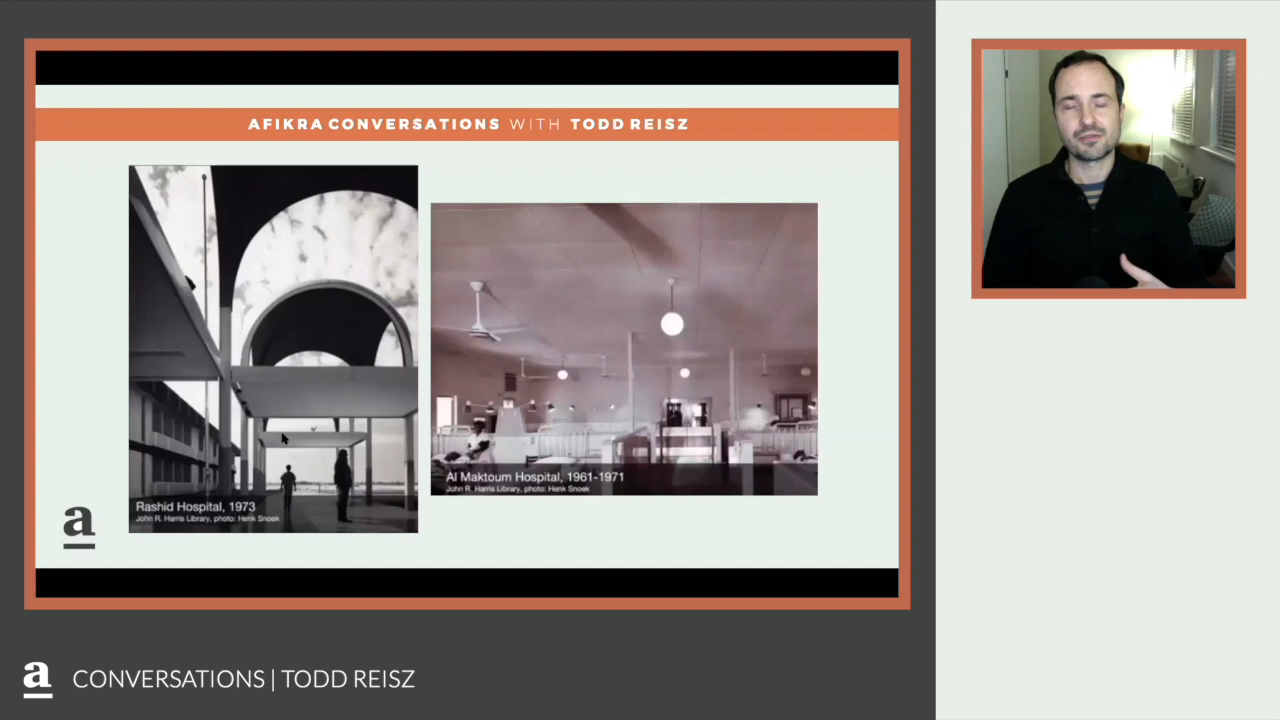 AFIKRA CONVERSATIONS WITH TODD REISZ
Rashid Hospital, 1973
John R. Harris Library, photo: Henk Snoek
Al Maktoum Hospital, 1961-1971
John R. Harris Library, photo: Henk Snoek
a
a CONVERSATIONS | TODD REISZ